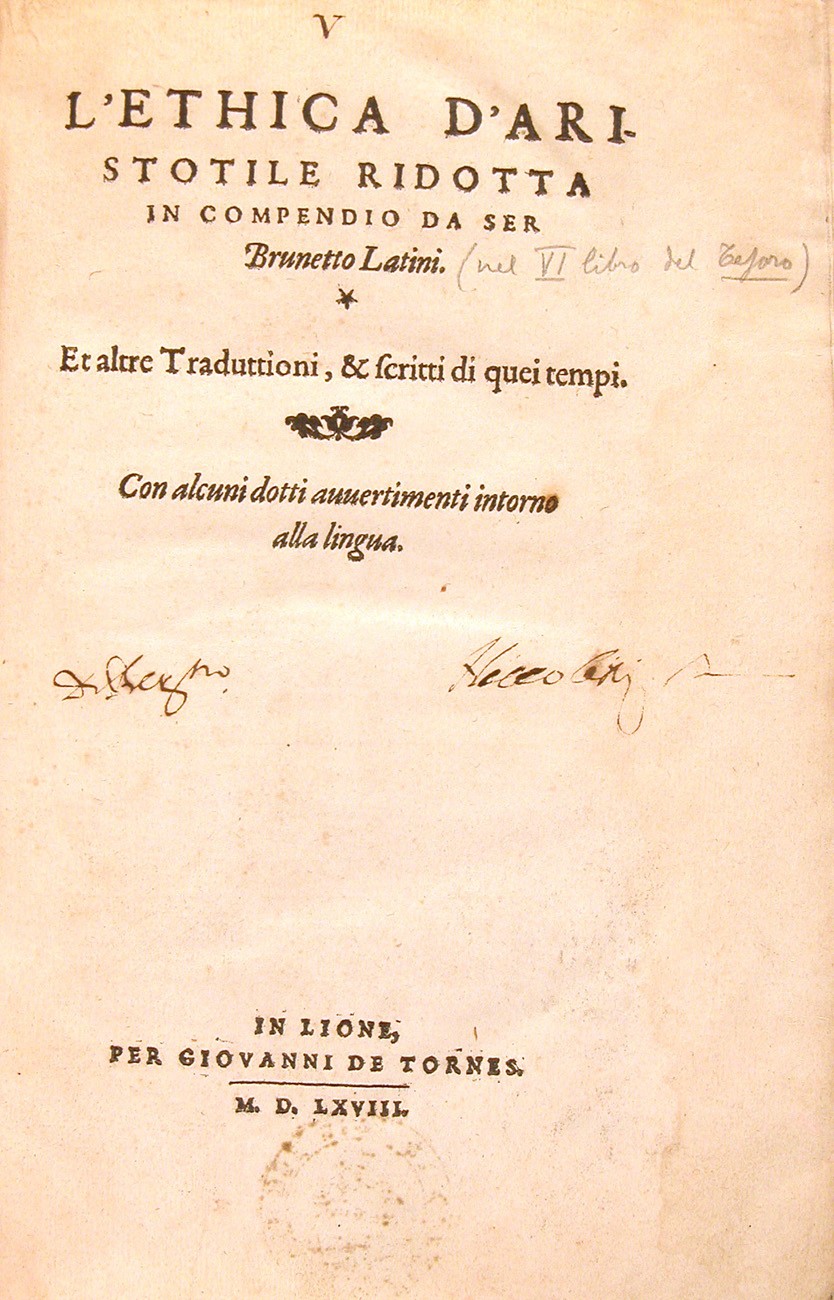 V
L'ETHICA D'ARI-
STOTILE RIDOTTA
IN COMPENDIO DA SER
Brunetto Latini. (nel VI libro del Tesoro)
Et altre Traduttioni, & ſcritti di quei tempi.
Con alcuni dotti auuertimenti intorno
alla lingua.
IN LIONE,
PER GIOVANNI DE TORNES.
M. D. LXVIII.